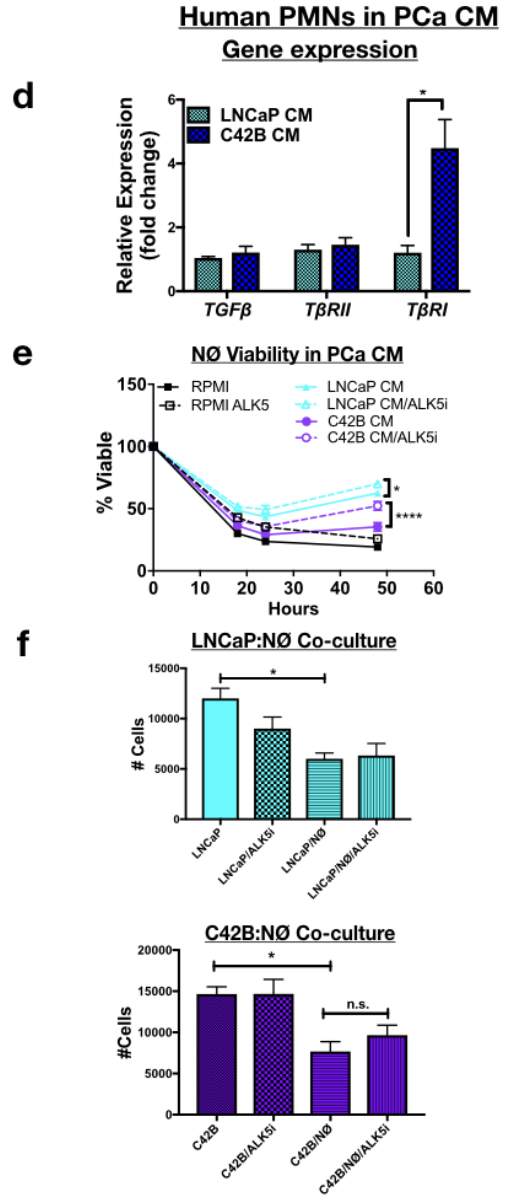 Human PMNs in PCa CM
Gene expression
d
Relative Expression
(fold change)
6
4
2
0
LNCaP CM
C42B CM
*
TGFβ
TβRII
TβRI
e
NØ Viability in PCa CM
% Viable
150
100
50
0
RPMI
RPMI ALK5
LNCaP CM
LNCaP CM/ALK5i
C42B CM
C42B CM/ALK5i
*
****
0 10 20 30 40 50 60
Hours
f
LNCaP:NØ Co-culture
# Cells
15000
10000
5000
0
*
LNCaP
LNCaP/ALK5i
LNCaP/NØ
LNCaP/NØ/ALK5i
C42B:NØ Co-culture
#Cells
20000
15000
10000
5000
0
*
n.s.
C42B
C42B/ALK5i
C42B/NØ
C42B/NØ/ALK5i